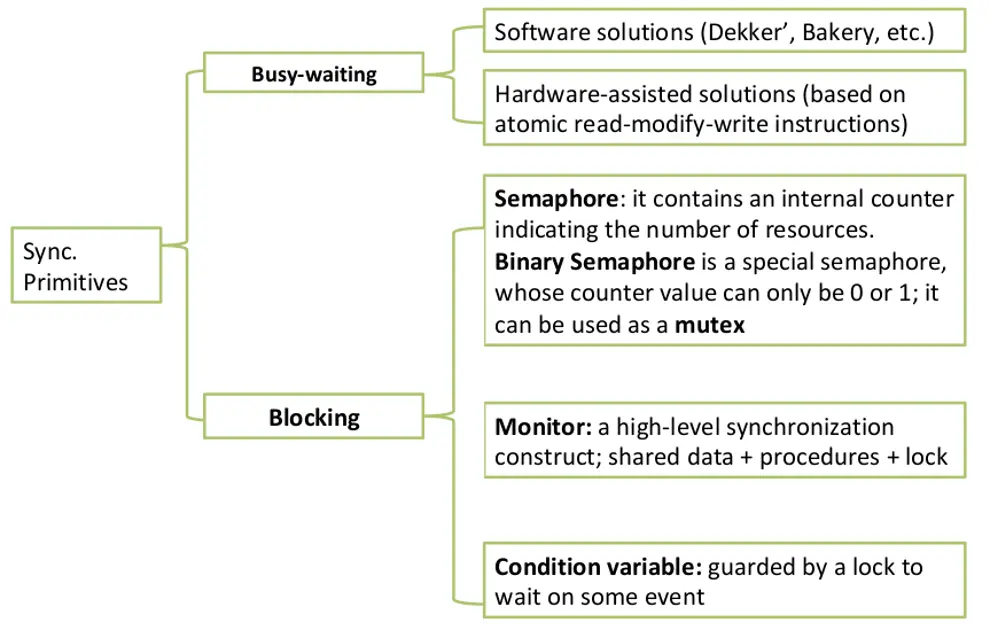 Sync.
Primitives
Busy-waiting
Software solutions (Dekker’, Bakery, etc.)
Hardware-assisted solutions (based on
atomic read-modify-write instructions)
Blocking
Semaphore: it contains an internal counter
indicating the number of resources.
Binary Semaphore is a special semaphore,
whose counter value can only be 0 or 1; it
can be used as a mutex
Monitor: a high-level synchronization
construct; shared data + procedures + lock
Condition variable: guarded by a lock to
wait on some event